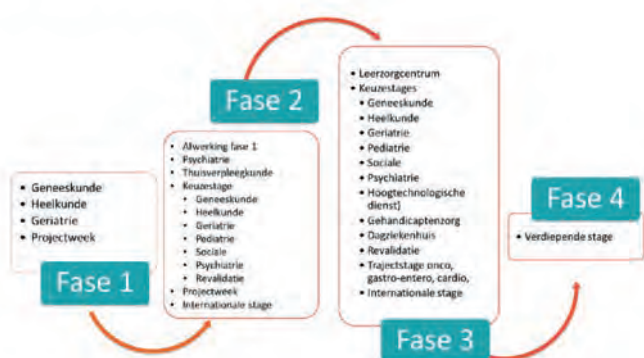 Fase 1
• Geneeskunde
• Heelkunde
• Geriatrie
• Projectweek
Fase 2
• Afwerking fase 1
• Psychiatrie
• Thuisverpleegkunde
• Keuzestage
• Geneeskunde
• Heelkunde
• Geriatrie
• Pediatrie
• Sociale
• Psychiatrie
• Revalidatie
• Projectweek
• Internationale stage
Fase 3
• Leerzorgcentrum
• Keuzestages
• Geneeskunde
• Heelkunde
• Geriatrie
• Pediatrie
• Sociale
• Psychiatrie
• Hoogtechnologische
dienst)
• Gehandicaptenzorg
• Dagziekenhuis
• Revalidatie
• Trajectstage onco,
gastro-entero, cardio,
• Internationale stage
Fase 4
• Verdiepende stage